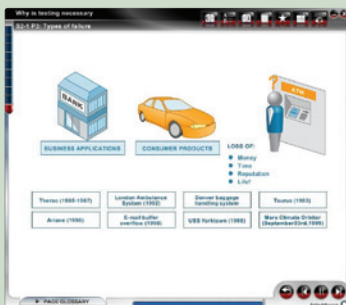 Why is testing necessary
S2-1 P3: Types of failure
BANK
ATM
?
BUSINESS APPLICATIONS
CONSUMER PRODUCTS
LOSS OF:
Money
Time
Reputation
Life!
Therac (1985-1987)
London Ambulance
System (1992)
Denver baggage
handling system
Taurus (1993)
Ariane (1996)
E-mail buffer
overflow (1998)
USS Yorktown (1998)
Mars Climate Orbiter
(September 23rd, 1999)
PAGE GLOSSARY